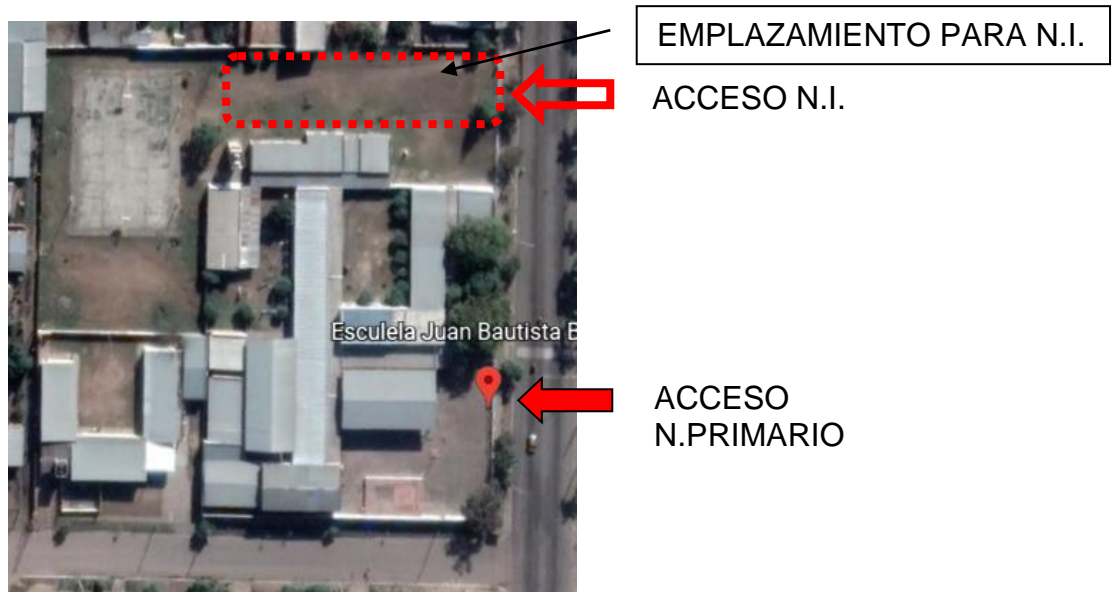 EMPLAZAMIENTO PARA N.I.
ACCESO N.I.
Esculela Juan Bautista B
ACCESO
N.PRIMARIO